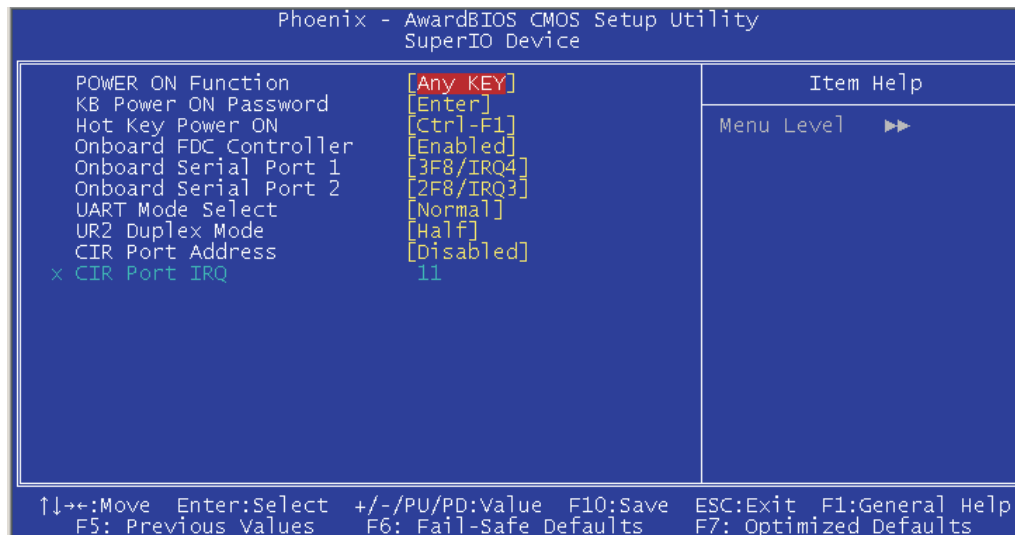 Phoenix - AwardBIOS CMOS Setup Utility
SuperIO Device
POWER ON Function [Any KEY]
KB Power ON Password [Enter]
Hot Key Power ON [Ctrl-F1]
Onboard FDC Controller [Enabled]
Onboard Serial Port 1 [3F8/IRQ4]
Onboard Serial Port 2 [2F8/IRQ3]
UART Mode Select [Normal]
UR2 Duplex Mode [Half]
CIR Port Address [Disabled]
x CIR Port IRQ 11
Item Help
Menu Level ▶▶
↑↓→←:Move Enter:Select +/-/PU/PD:Value F10:Save ESC:Exit F1:General Help
F5: Previous Values F6: Fail-Safe Defaults F7: Optimized Defaults